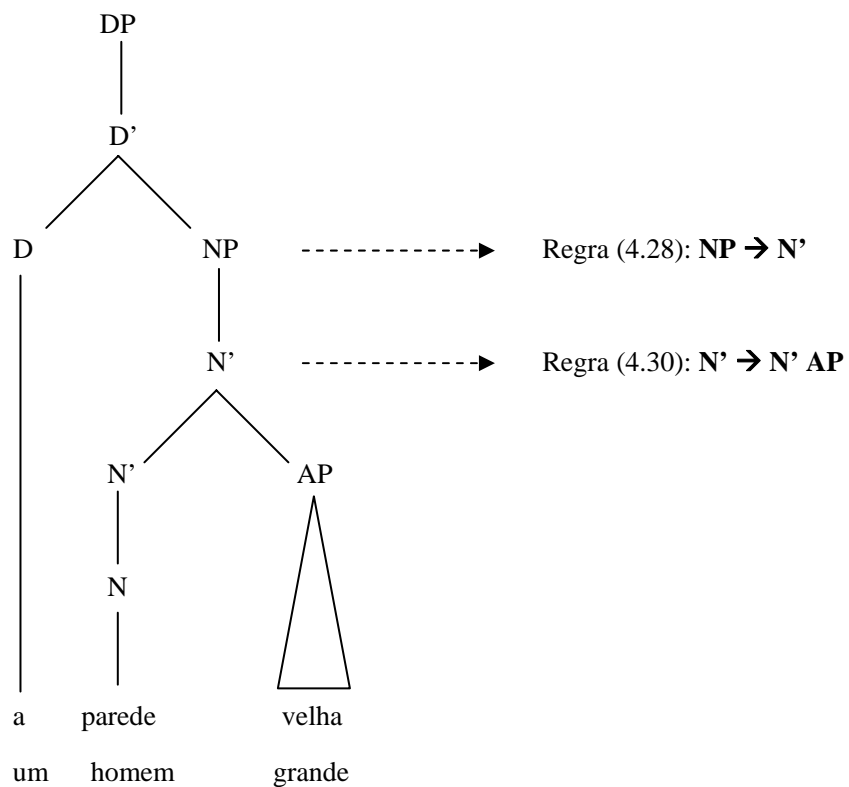 DP
D’
D NP Regra (4.28): NP → N’
N’ Regra (4.30): N’ → N’ AP
N’ AP
N
a parede velha
um homem grande